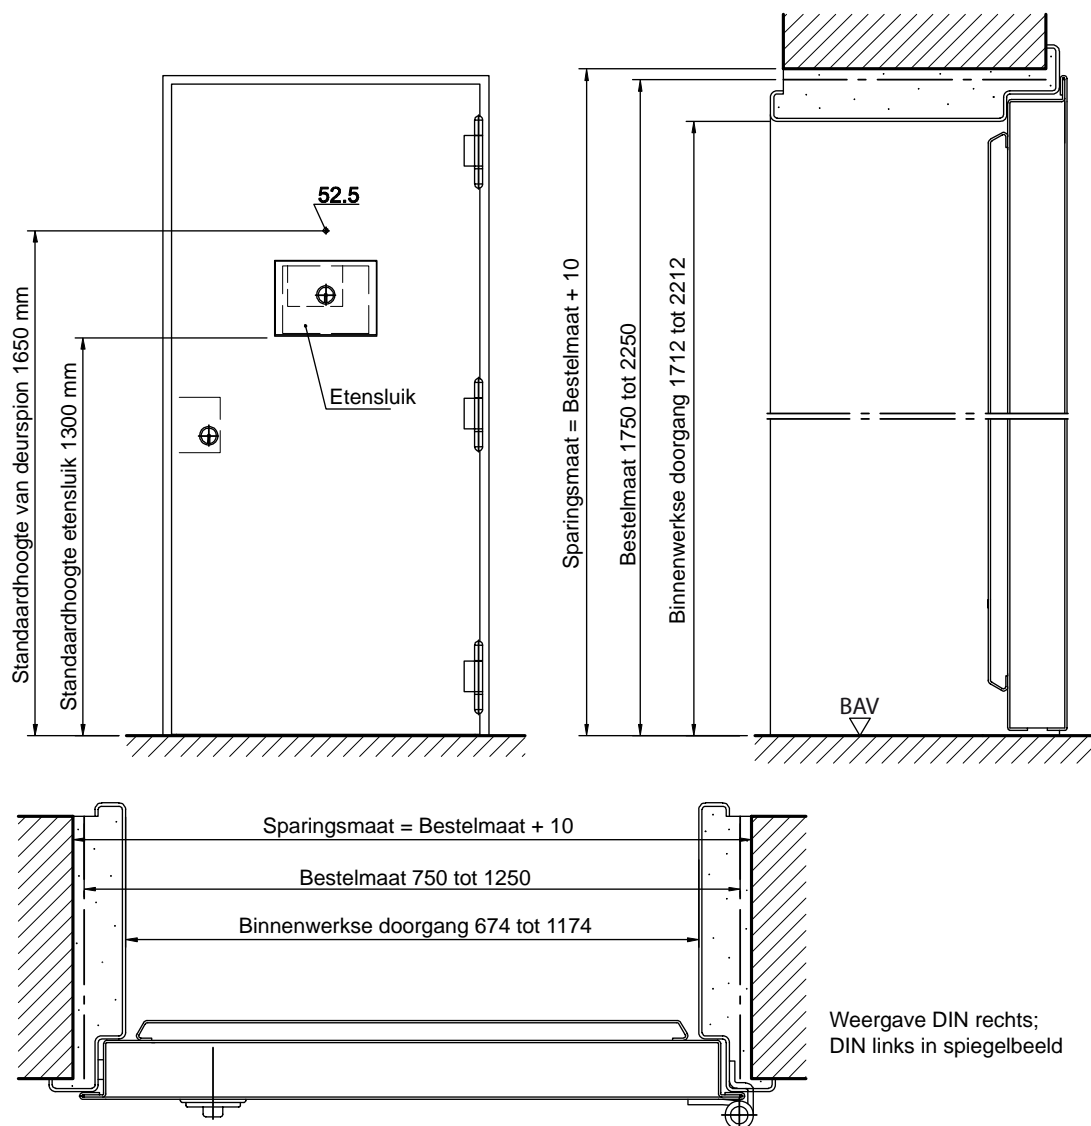 52.5
Etensluik
Standaardhoogte van deurspion 1650 mm
Standaardhoogte etensluik 1300 mm
Sparingsmaat = Bestelmaat + 10
Bestelmaat 1750 tot 2250
Binnenwerkse doorgang 1712 tot 2212
BAV
Sparingsmaat = Bestelmaat + 10
Bestelmaat 750 tot 1250
Binnenwerkse doorgang 674 tot 1174
Weergave DIN rechts;
DIN links in spiegelbeeld